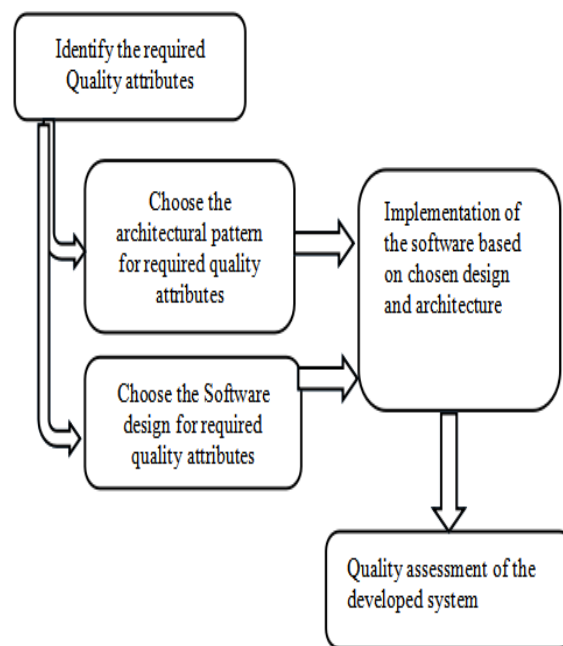 Identify the required
Quality attributes
Choose the
architectural pattern
for required quality
attributes
Implementation of
the software based
on chosen design
and architecture
Choose the Software
design for required
quality attributes
Quality assessment of the
developed system